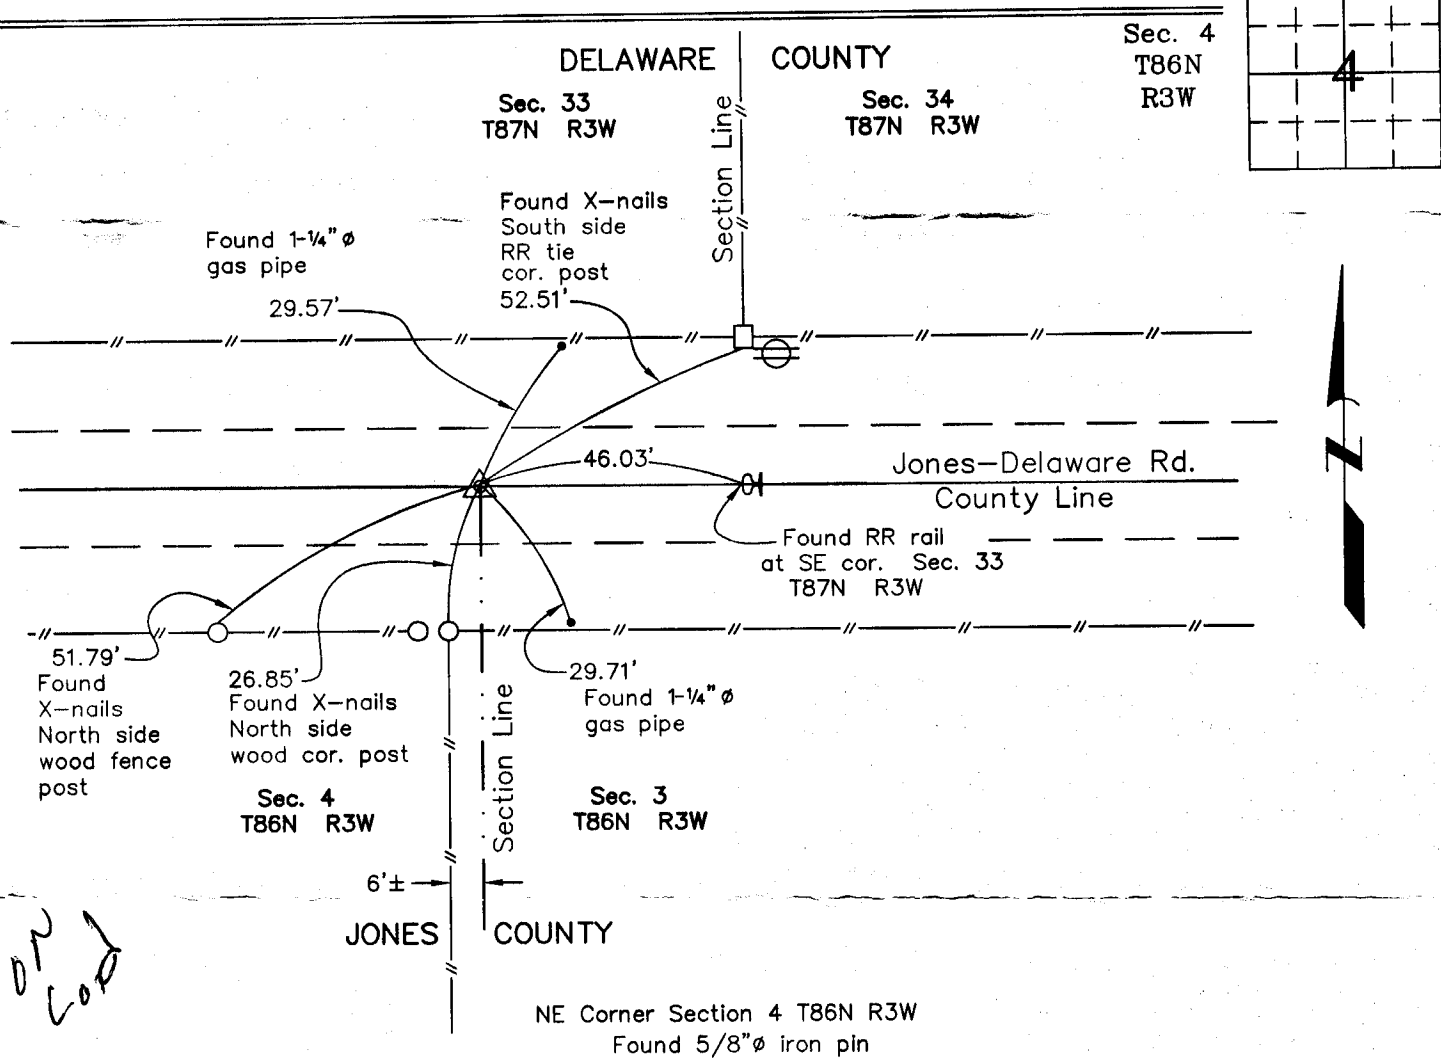 DELAWARE COUNTY
Sec. 33
T87N R3W
Sec. 34
T87N R3W
Sec. 4
T86N
R3W
4
Section Line
Found 1-1/4"ø
gas pipe
29.57'
Found X-nails
South side
RR tie
cor. post
52.51'
46.03'
Jones-Delaware Rd.
County Line
Found RR rail
at SE cor. Sec. 33
T87N R3W
N
51.79'
Found
X-nails
North side
wood fence
post
26.85'
Found X-nails
North side
wood cor. post
29.71'
Found 1-1/4"ø
gas pipe
Section Line
Sec. 4
T86N R3W
Sec. 3
T86N R3W
6'±
JONES COUNTY
NE Corner Section 4 T86N R3W
Found 5/8"ø iron pin